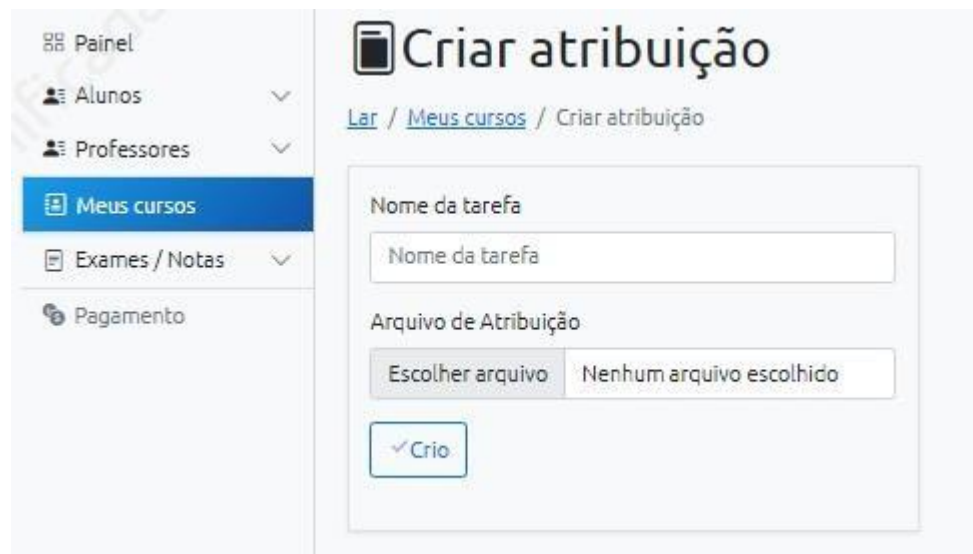 Painel
Alunos
Professores
Meus cursos
Exames / Notas
Pagamento
Criar atribuição
Lar / Meus cursos / Criar atribuição
Nome da tarefa
Nome da tarefa
Arquivo de Atribuição
Escolher arquivo Nenhum arquivo escolhido
Crio